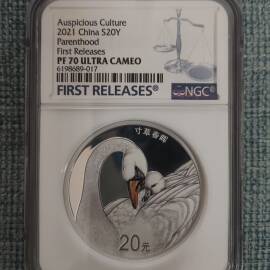 Auspicious Culture
2021 China S20Y
Parenthood
First Releases
PF 70 ULTRA CAMEO
6198689-017
FIRST RELEASES®
NGC
寸草春暉
20元